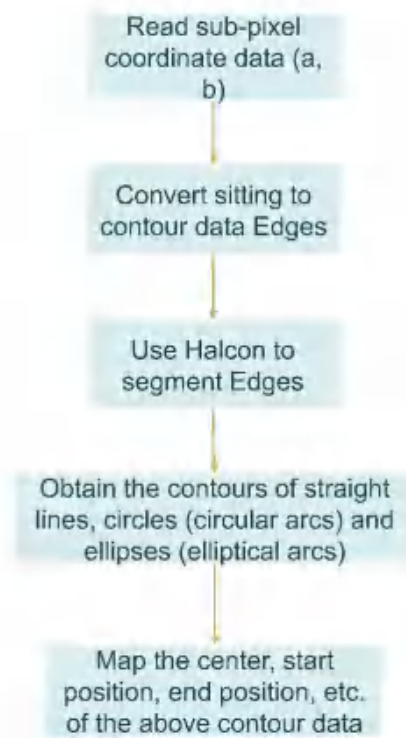 Read sub-pixel
coordinate data (a,
b)
Convert sitting to
contour data Edges
Use Halcon to
segment Edges
Obtain the contours of straight
lines, circles (circular arcs) and
ellipses (elliptical arcs)
Map the center, start
position, end position, etc.
of the above contour data